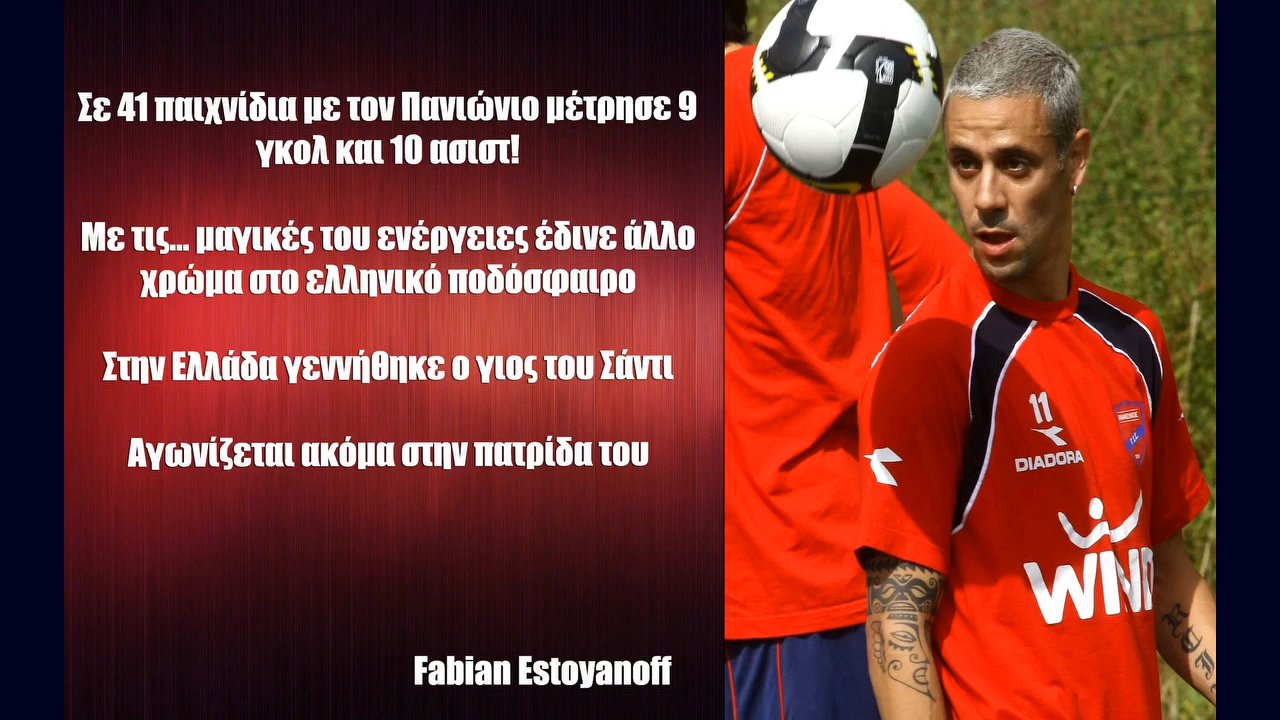 Σε 41 παιχνίδια με τον Πανιώνιο μέτρησε 9
γκολ και 10 ασιστ!
Με τις... μαγικές του ενέργειες έδινε άλλο
χρώμα στο ελληνικό ποδόσφαιρο
Στην Ελλάδα γεννήθηκε ο γιος του Σάντι
Αγωνίζεται ακόμα στην πατρίδα του
Fabian Estoyanoff
11
DIADORA
WIND